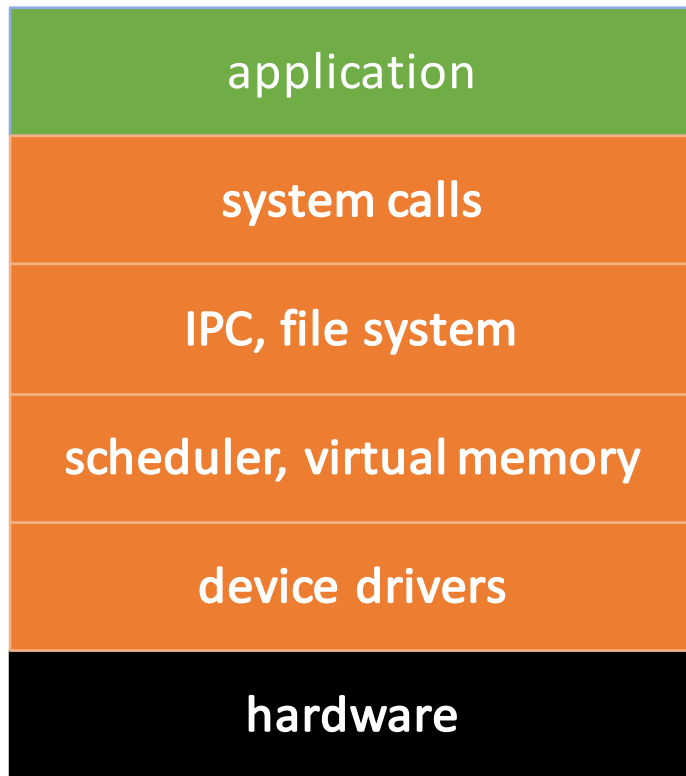 application
system calls
IPC, file system
scheduler, virtual memory
device drivers
hardware